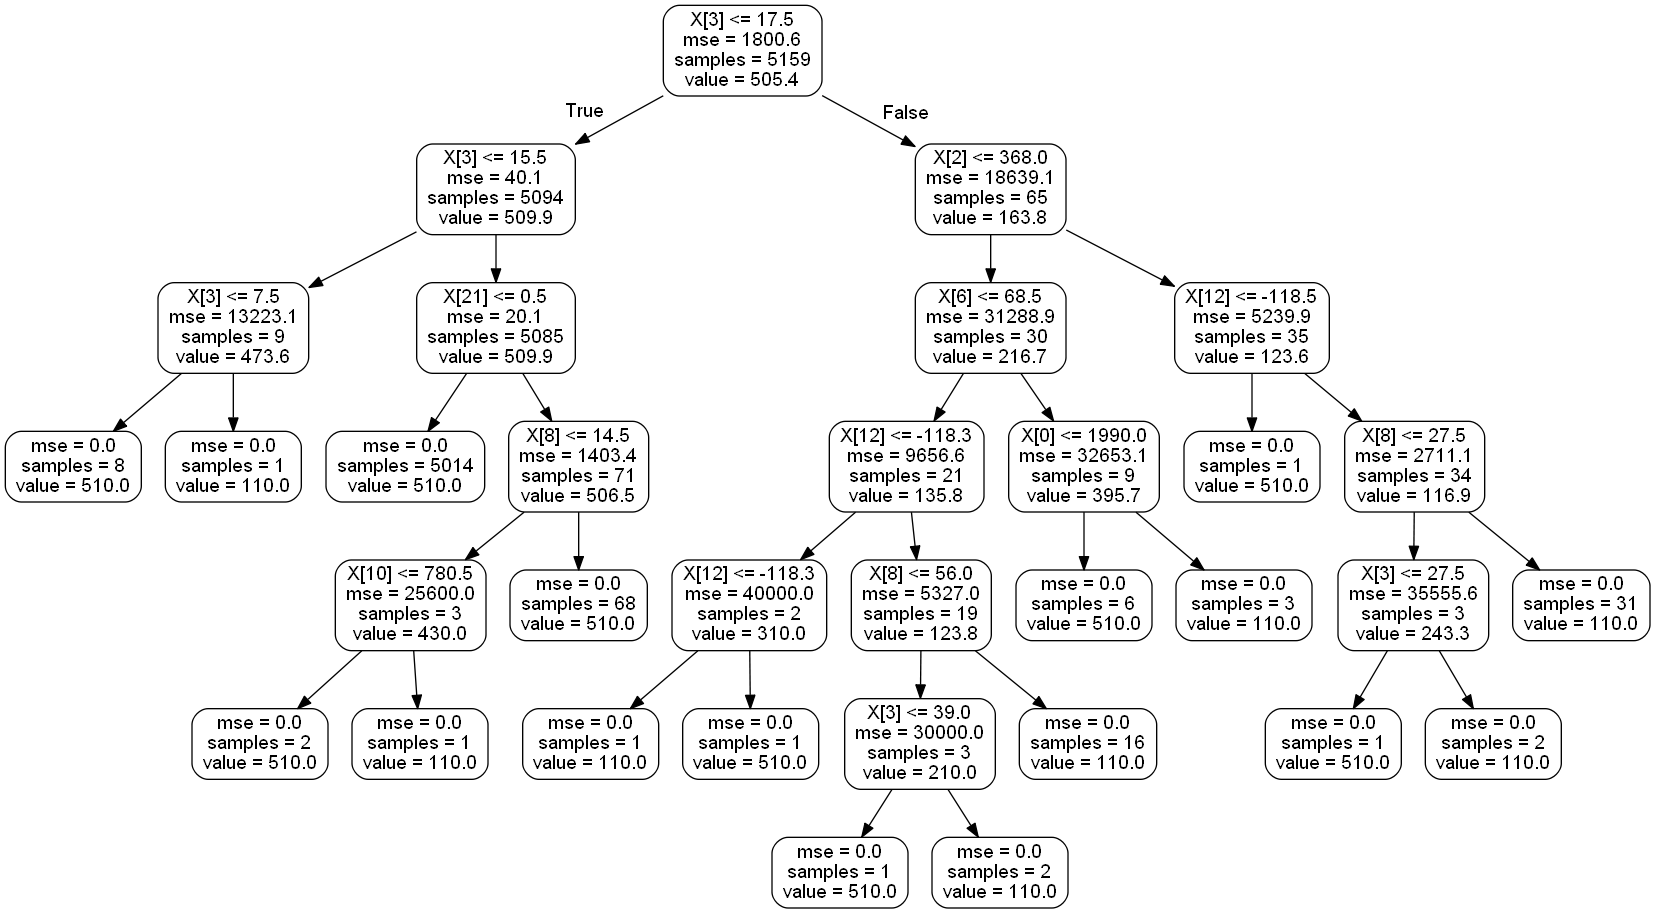 X[3] <= 17.5
mse = 1800.6
samples = 5159
value = 505.4
True
False
X[3] <= 15.5
mse = 40.1
samples = 5094
value = 509.9
X[2] <= 368.0
mse = 18639.1
samples = 65
value = 163.8
X[3] <= 7.5
mse = 13223.1
samples = 9
value = 473.6
X[21] <= 0.5
mse = 20.1
samples = 5085
value = 509.9
X[6] <= 68.5
mse = 31288.9
samples = 30
value = 216.7
X[12] <= -118.5
mse = 5239.9
samples = 35
value = 123.6
mse = 0.0
samples = 8
value = 510.0
mse = 0.0
samples = 1
value = 110.0
mse = 0.0
samples = 5014
value = 510.0
X[8] <= 14.5
mse = 1403.4
samples = 71
value = 506.5
X[12] <= -118.3
mse = 9656.6
samples = 21
value = 135.8
X[0] <= 1990.0
mse = 32653.1
samples = 9
value = 395.7
mse = 0.0
samples = 1
value = 510.0
X[8] <= 27.5
mse = 2711.1
samples = 34
value = 116.9
X[10] <= 780.5
mse = 25600.0
samples = 3
value = 430.0
mse = 0.0
samples = 68
value = 510.0
X[12] <= -118.3
mse = 40000.0
samples = 2
value = 310.0
X[8] <= 56.0
mse = 5327.0
samples = 19
value = 123.8
mse = 0.0
samples = 6
value = 510.0
mse = 0.0
samples = 3
value = 110.0
X[3] <= 27.5
mse = 35555.6
samples = 3
value = 243.3
mse = 0.0
samples = 31
value = 110.0
mse = 0.0
samples = 2
value = 510.0
mse = 0.0
samples = 1
value = 110.0
mse = 0.0
samples = 1
value = 110.0
mse = 0.0
samples = 1
value = 510.0
X[3] <= 39.0
mse = 30000.0
samples = 3
value = 210.0
mse = 0.0
samples = 16
value = 110.0
mse = 0.0
samples = 1
value = 510.0
mse = 0.0
samples = 2
value = 110.0
mse = 0.0
samples = 1
value = 510.0
mse = 0.0
samples = 2
value = 110.0